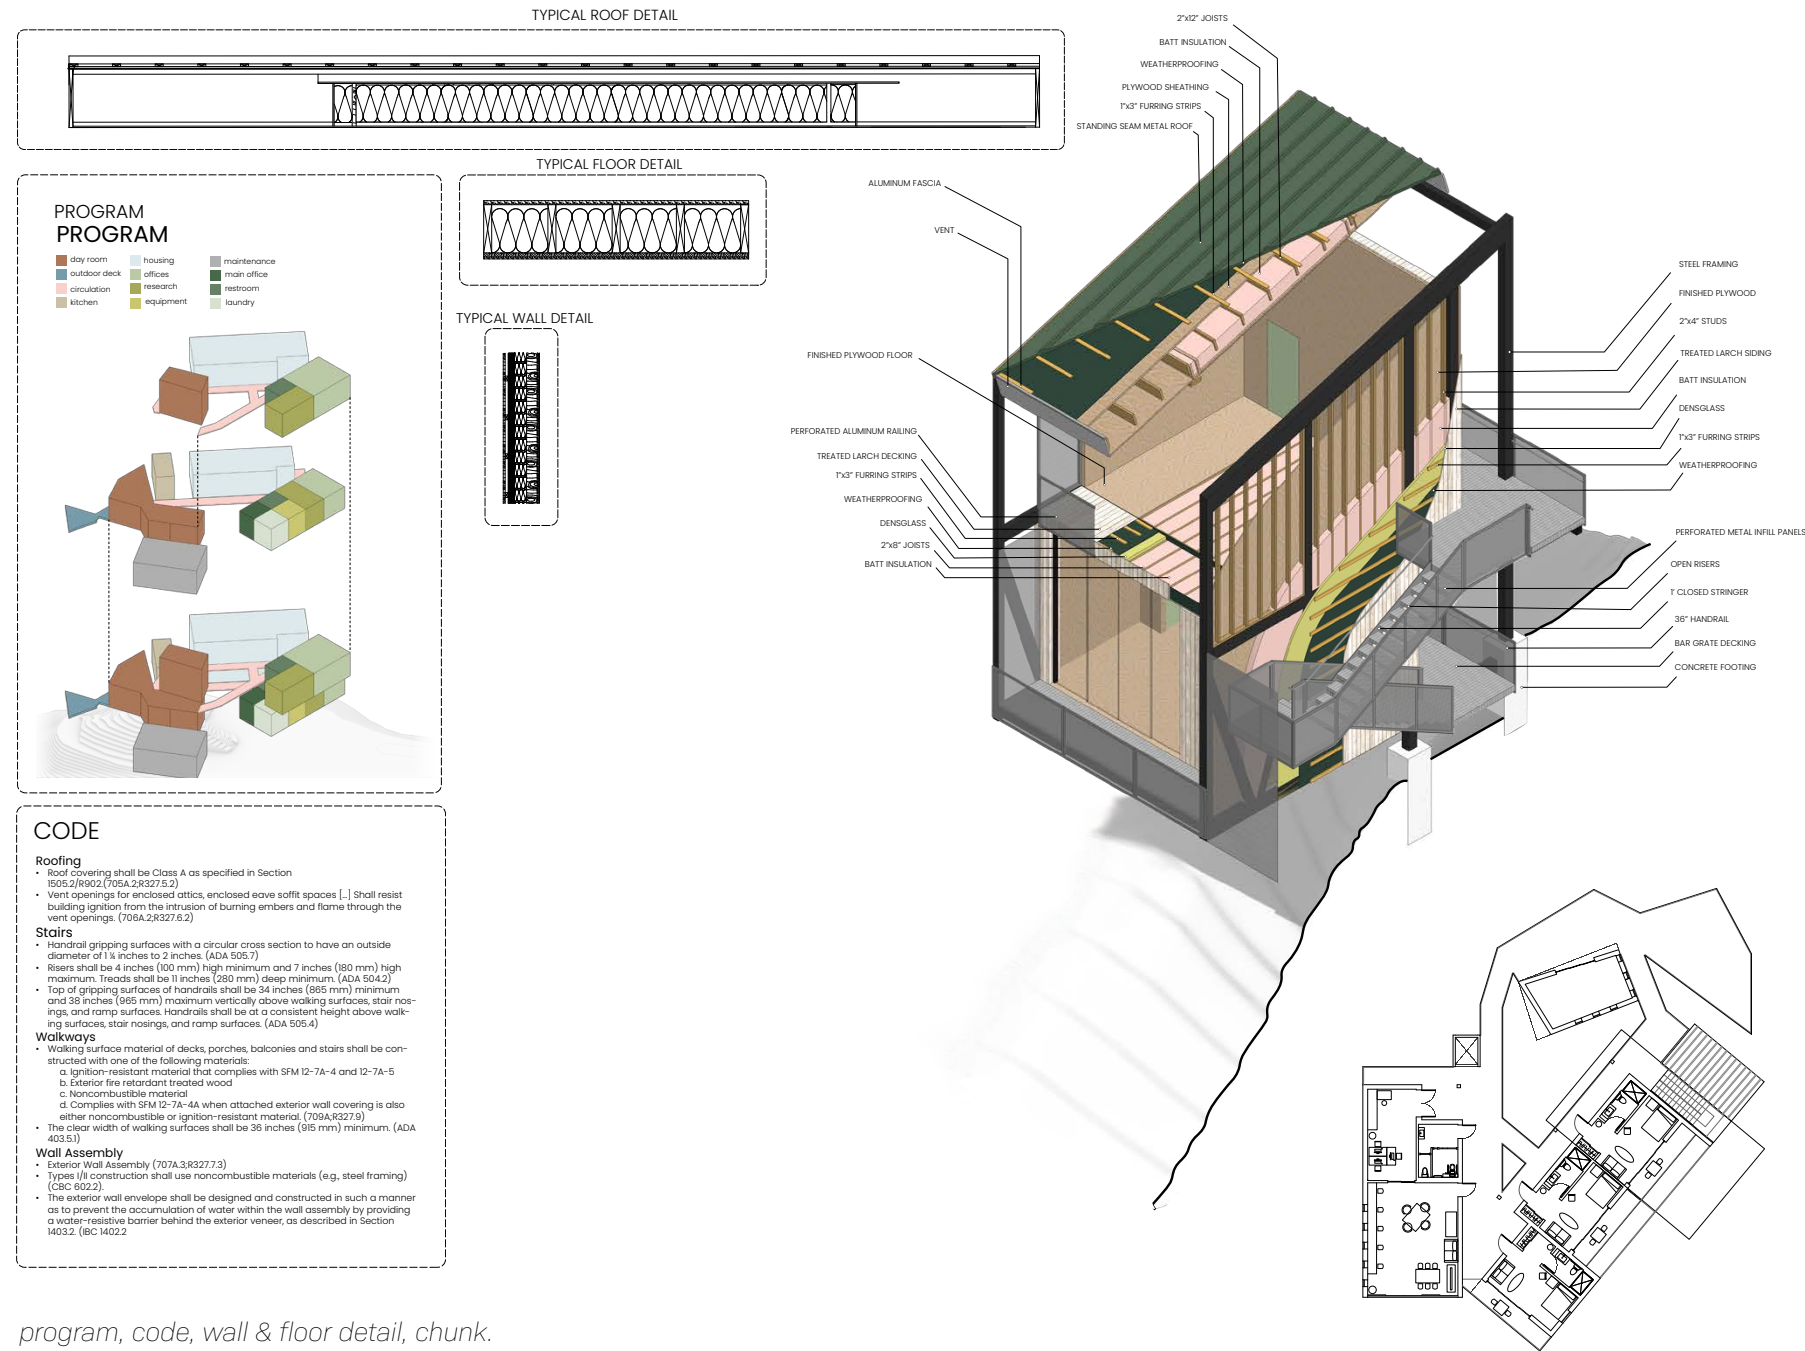 TYPICAL ROOF DETAIL
2"x12" JOISTS
BATT INSULATION
WEATHERPROOFING
PLYWOOD SHEATHING
1"x3" FURRING STRIPS
STANDING SEAM METAL ROOF
TYPICAL FLOOR DETAIL
TYPICAL WALL DETAIL
PROGRAM
PROGRAM
day room
outdoor deck
circulation
kitchen
housing
offices
research
equipment
maintenance
main office
restroom
laundry
ALUMINUM FASCIA
VENT
FINISHED PLYWOOD FLOOR
PERFORATED ALUMINUM RAILING
TREATED LARCH DECKING
1"x3" FURRING STRIPS
WEATHERPROOFING
DENSGLASS
2"x8" JOISTS
BATT INSULATION
STEEL FRAMING
FINISHED PLYWOOD
2"x4" STUDS
TREATED LARCH SIDING
BATT INSULATION
DENSGLASS
1"x3" FURRING STRIPS
WEATHERPROOFING
PERFORATED METAL INFILL PANELS
OPEN RISERS
1' CLOSED STRINGER
36" HANDRAIL
BAR GRATE DECKING
CONCRETE FOOTING
CODE
Roofing
• Roof covering shall be Class A as specified in Section
1505.2/R902.(705A.2;R327.5.2)
• Vent openings for enclosed attics, enclosed eave soffit spaces [...] Shall resist
building ignition from the intrusion of burning embers and flame through the
vent openings. (706A.2;R327.6.2)
Stairs
• Handrail gripping surfaces with a circular cross section to have an outside
diameter of 1 ¼ inches to 2 inches. (ADA 505.7)
• Risers shall be 4 inches (100 mm) high minimum and 7 inches (180 mm) high
maximum. Treads shall be 11 inches (280 mm) deep minimum. (ADA 504.2)
• Top of gripping surfaces of handrails shall be 34 inches (865 mm) minimum
and 38 inches (965 mm) maximum vertically above walking surfaces, stair nos-
ings, and ramp surfaces. Handrails shall be at a consistent height above walk-
ing surfaces, stair nosings, and ramp surfaces. (ADA 505.4)
Walkways
• Walking surface material of decks, porches, balconies and stairs shall be con-
structed with one of the following materials:
a. Ignition-resistant material that complies with SFM 12-7A-4 and 12-7A-5
b. Exterior fire retardant treated wood
c. Noncombustible material
d. Complies with SFM 12-7A-4A when attached exterior wall covering is also
either noncombustible or ignition-resistant material. (709A;R327.9)
• The clear width of walking surfaces shall be 36 inches (915 mm) minimum. (ADA
403.5.1)
Wall Assembly
• Exterior Wall Assembly (707A.3;R327.7.3)
• Types I/II construction shall use noncombustible materials (e.g., steel framing)
(CBC 602.2).
• The exterior wall envelope shall be designed and constructed in such a manner
as to prevent the accumulation of water within the wall assembly by providing
a water-resistive barrier behind the exterior veneer, as described in Section
1403.2. (IBC 1402.2
program, code, wall & floor detail, chunk.